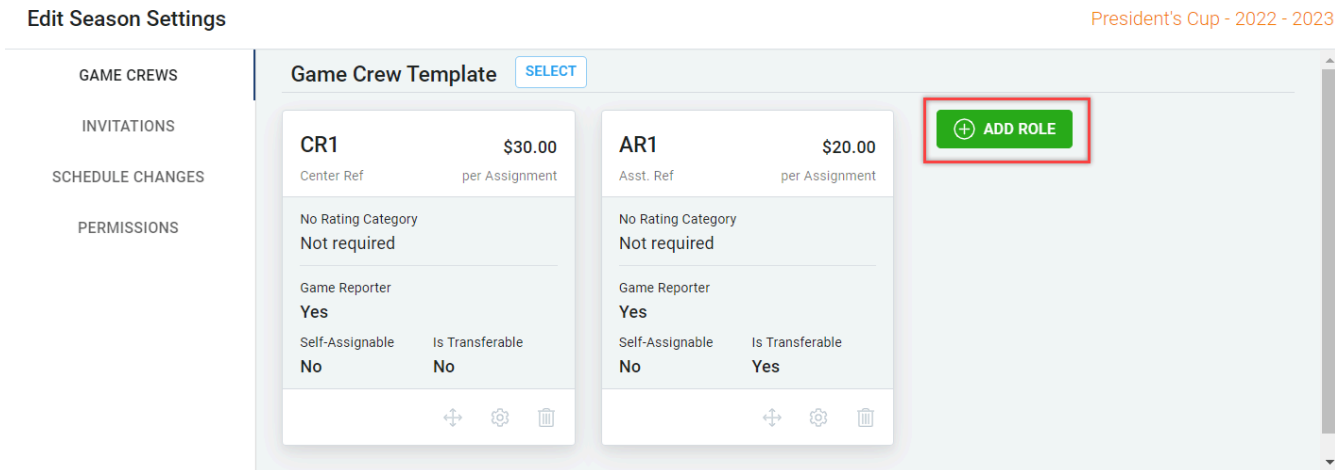 Edit Season Settings
President's Cup - 2022 - 2023
GAME CREWS
INVITATIONS
SCHEDULE CHANGES
PERMISSIONS
Game Crew Template
SELECT
CR1
$30.00
Center Ref
per Assignment
No Rating Category
Not required
Game Reporter
Yes
Self-Assignable
Is Transferable
No
No
AR1
$20.00
Asst. Ref
per Assignment
No Rating Category
Not required
Game Reporter
Yes
Self-Assignable
Is Transferable
No
Yes
ADD ROLE